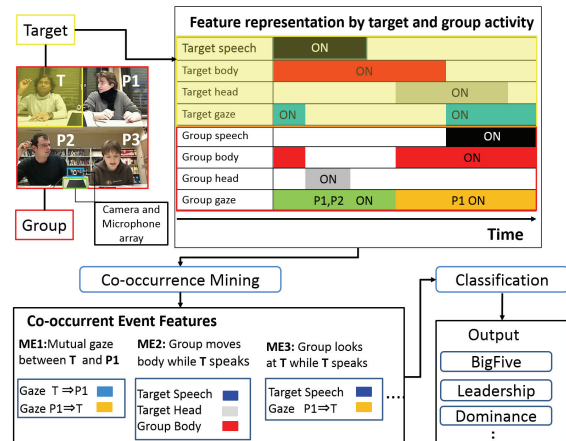 Target
Feature representation by target and group activity
Target speech ON
Target body ON
Target head ON
Target gaze ON ON
Group speech ON
Group body ON
Group head ON
Group gaze P1,P2 ON P1 ON
Time
T P1
P2 P3
Group
Camera and
Microphone
array
Co-occurrence Mining
Classification
Co-occurrent Event Features
ME1:Mutual gaze
between T and P1
Gaze T ⇒P1
Gaze P1⇒T
ME2: Group moves
body while T speaks
Target Speech
Target Head
Group Body
ME3: Group looks
at T while T speaks
Target Speech
Gaze P1⇒T
.....
Output
BigFive
Leadership
Dominance
⋮